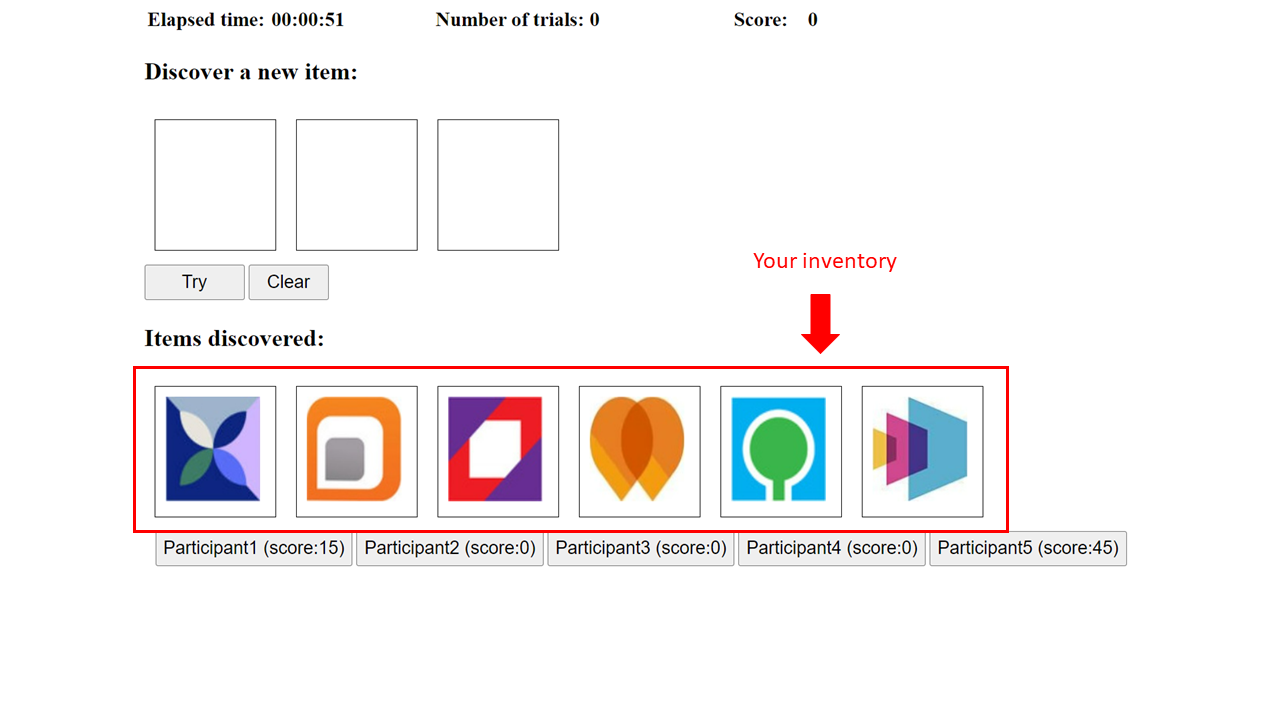 Elapsed time: 00:00:51 Number of trials: 0 Score: 0
Discover a new item:
Try Clear
Your inventory
Items discovered:
Participant1 (score:15) Participant2 (score:0) Participant3 (score:0) Participant4 (score:0) Participant5 (score:45)